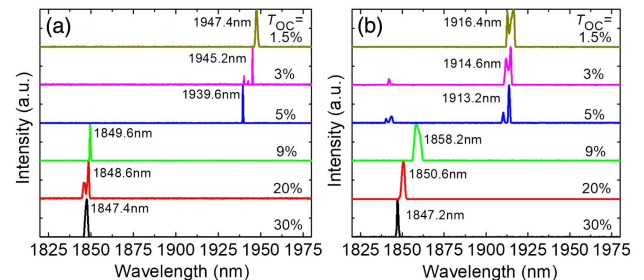 (a)
1947.4nm
T_OC=
1.5%
1945.2nm
3%
1939.6nm
5%
1849.6nm
9%
1848.6nm
20%
1847.4nm
30%
Intensity (a.u.)
1825 1850 1875 1900 1925 1950 1975
Wavelength (nm)
(b)
1916.4nm
T_OC=
1.5%
1914.6nm
3%
1913.2nm
5%
1858.2nm
9%
1850.6nm
20%
1847.2nm
30%
Intensity (a.u.)
1825 1850 1875 1900 1925 1950 1975
Wavelength (nm)